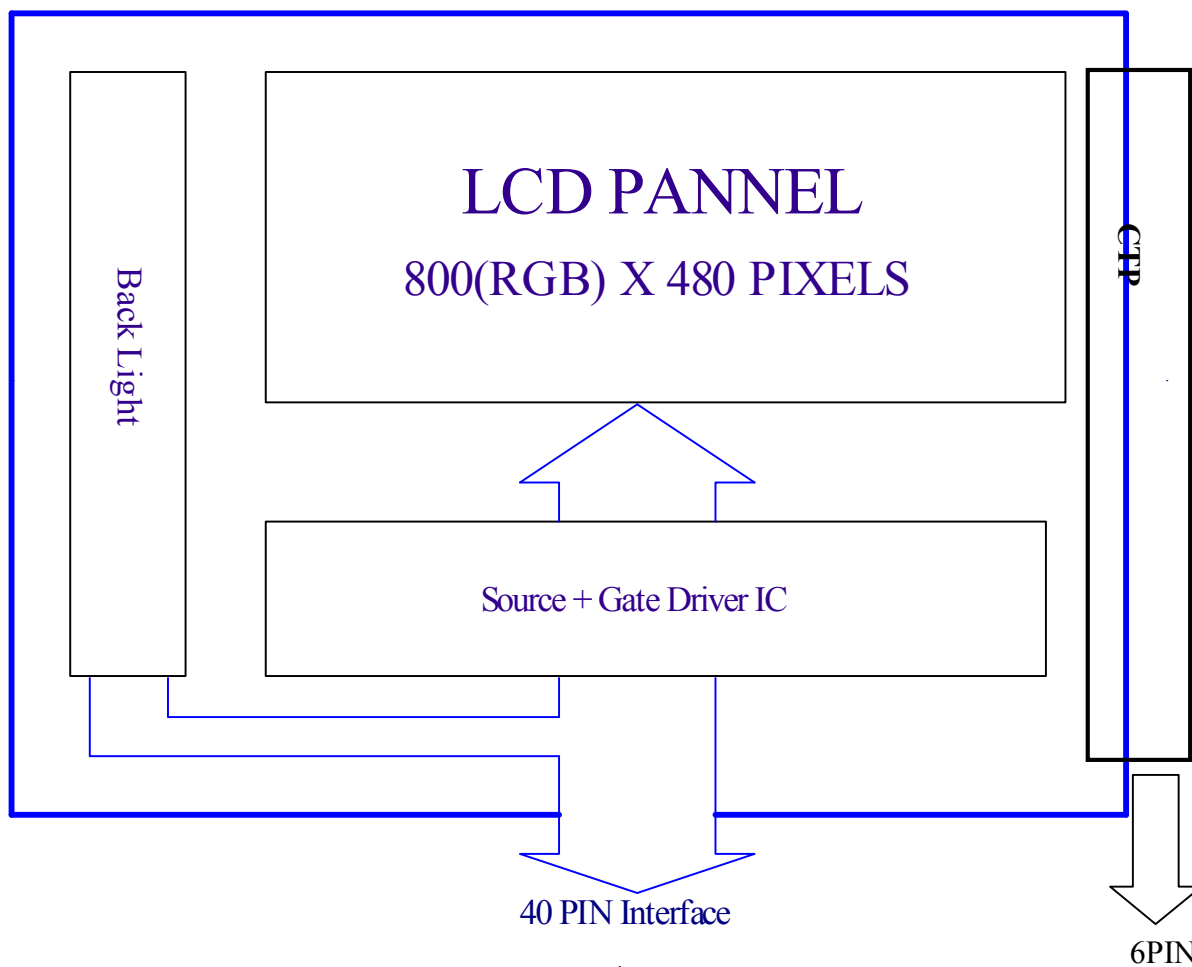 LCD PANNEL
800(RGB) X 480 PIXELS
Back Light
CTP
Source + Gate Driver IC
40 PIN Interface
6PIN